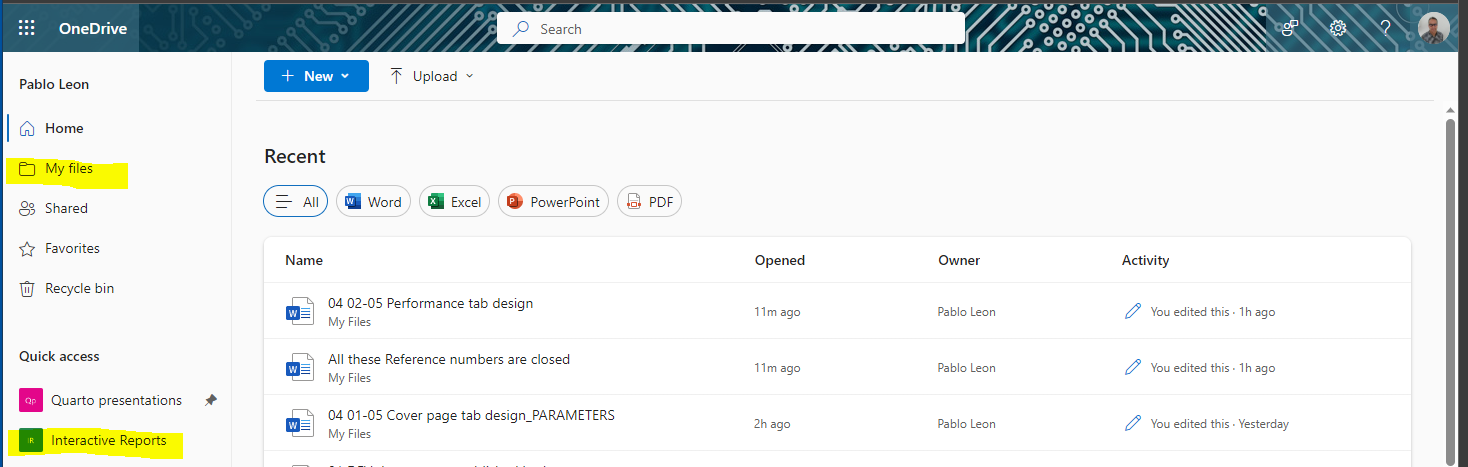 OneDrive
Search
Pablo Leon
Home
My files
Shared
Favorites
Recycle bin
Quick access
Qp Quarto presentations
IR Interactive Reports
New
Upload
Recent
All Word Excel PowerPoint PDF
Name Opened Owner Activity
04 02-05 Performance tab design 11m ago Pablo Leon You edited this · 1h ago
My Files
All these Reference numbers are closed 11m ago Pablo Leon You edited this · 1h ago
My Files
04 01-05 Cover page tab design_PARAMETERS 2h ago Pablo Leon You edited this · Yesterday
My Files